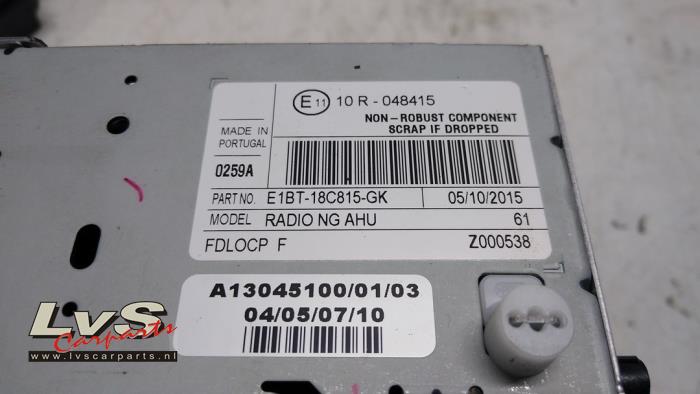 E 11 10 R - 048415
NON - ROBUST COMPONENT
SCRAP IF DROPPED
MADE IN
PORTUGAL
0259A
PART NO. E1BT-18C815-GK 05/10/2015
MODEL RADIO NG AHU 61
FDLOCP F Z000538
A13045100/01/03
04/05/07/10
LvS
Carparts
www.lvscarparts.nl